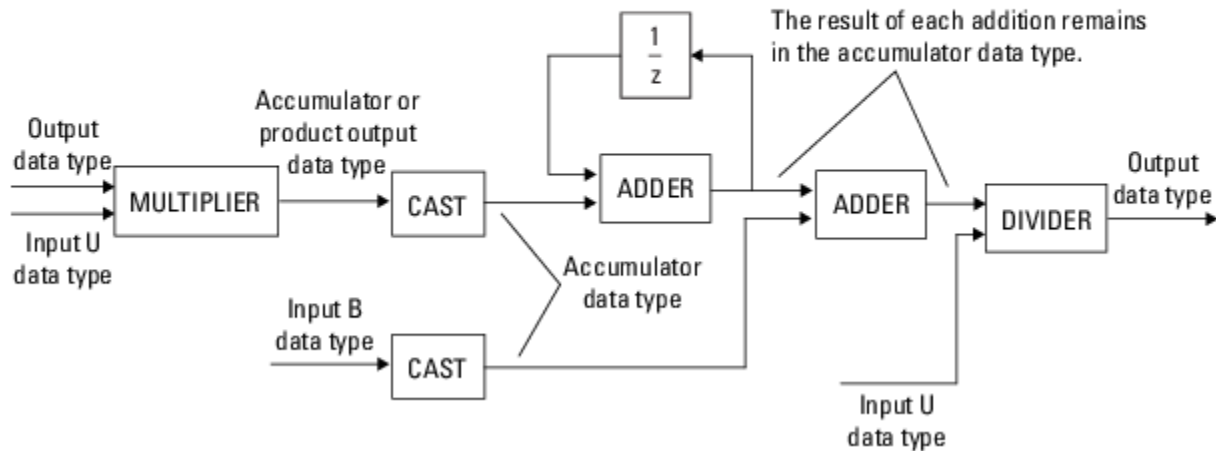 The result of each addition remains
in the accumulator data type.
1
z
Accumulator or
product output
data type
Output
data type
MULTIPLIER
Input U
data type
CAST
ADDER
ADDER
DIVIDER
Output
data type
Accumulator
data type
Input B
data type
CAST
Input U
data type